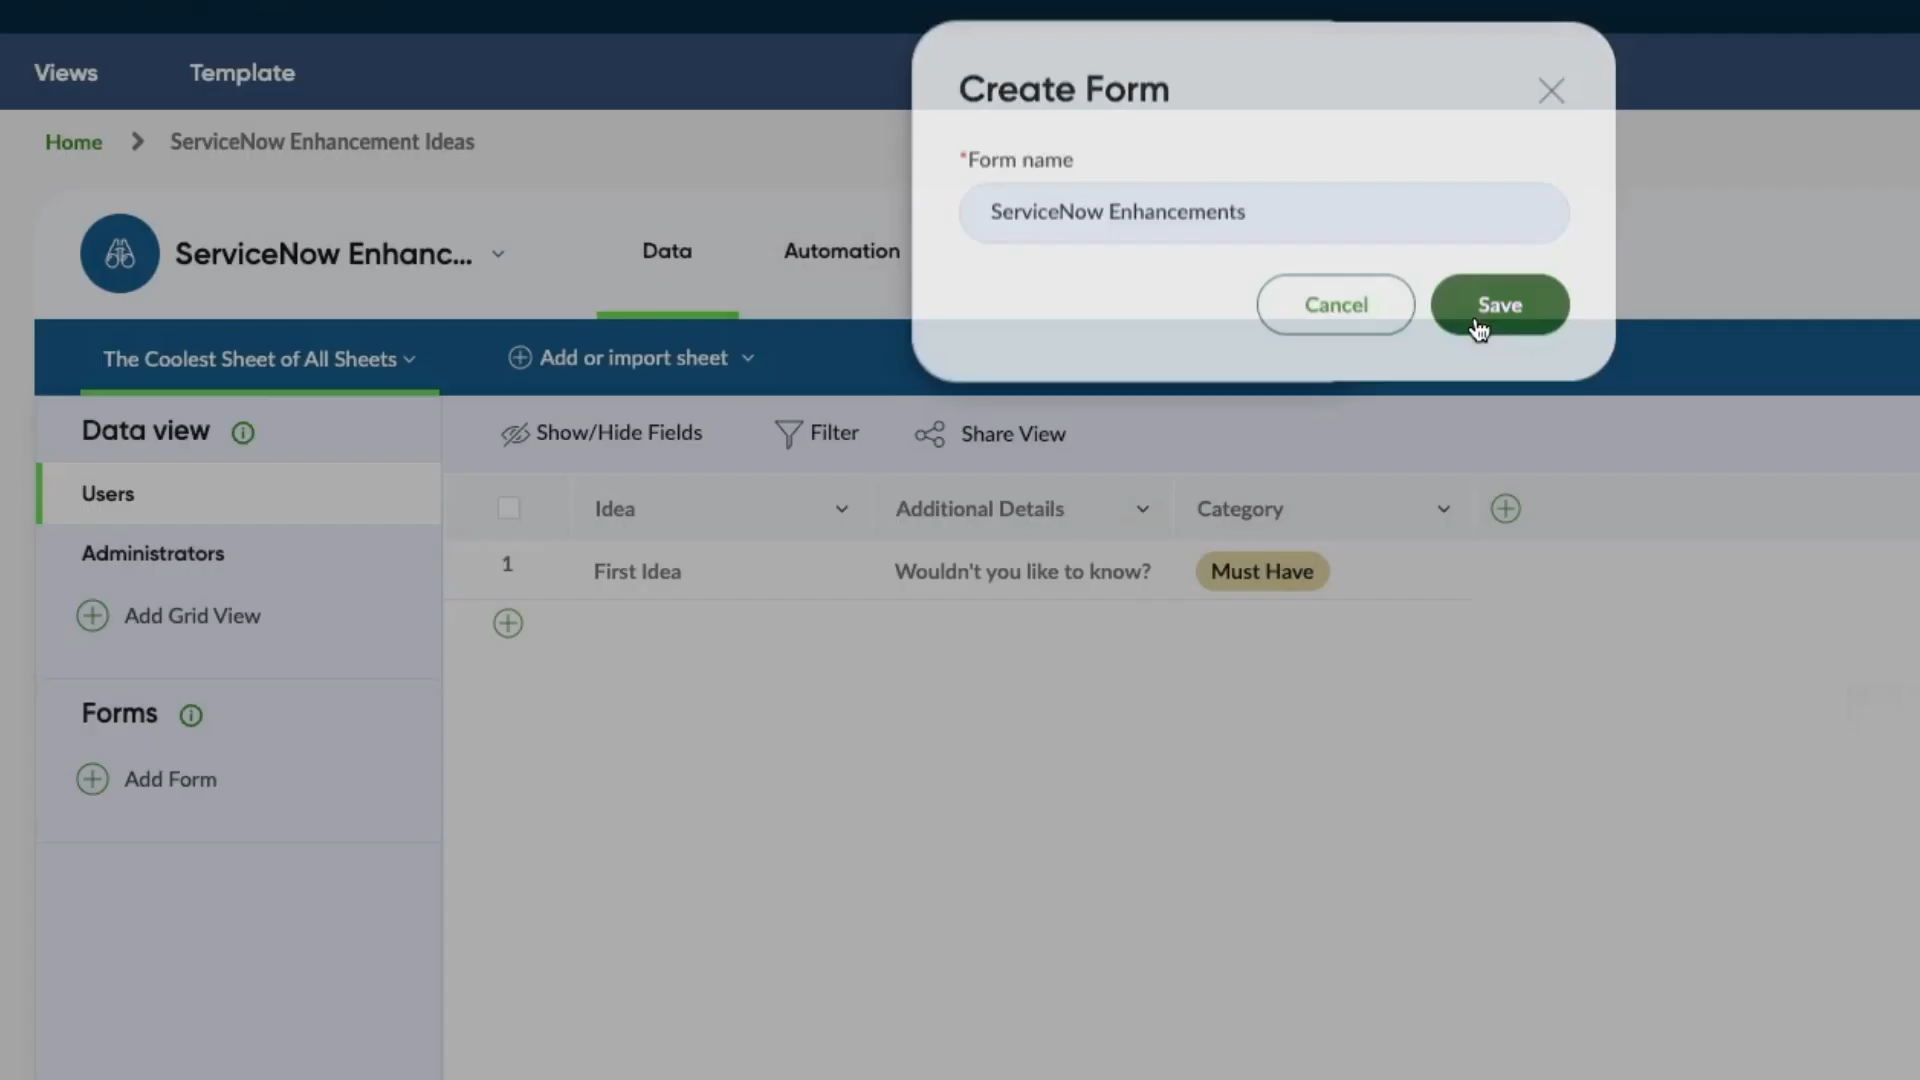 Views
Template
Home
ServiceNow Enhancement Ideas
ServiceNow Enhanc...
Data
Automation
Create Form
*Form name
ServiceNow Enhancements
Cancel
Save
The Coolest Sheet of All Sheets
Add or import sheet
Data view
Show/Hide Fields
Filter
Share View
Users
Administrators
Add Grid View
Forms
Add Form
Idea
Additional Details
Category
1
First Idea
Wouldn't you like to know?
Must Have